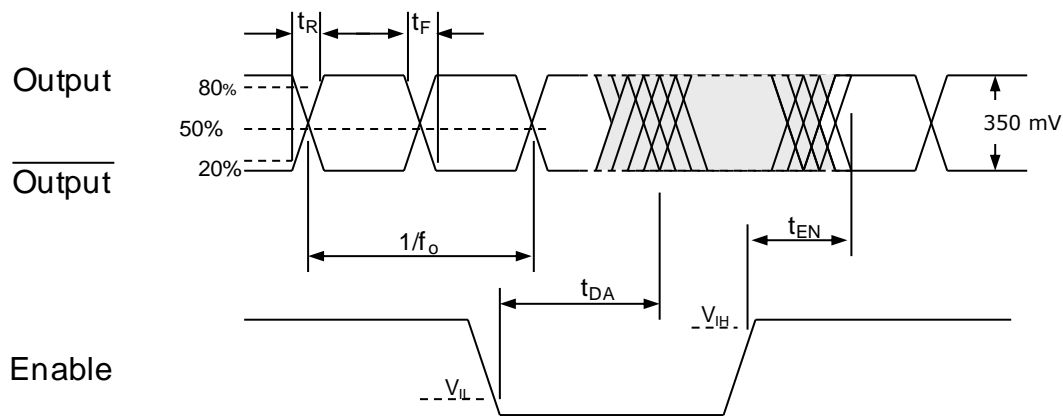 tR
tF
Output
80%
50%
350 mV
20%
Output
tEN
1/fo
tDA
VIH
Enable
VIL